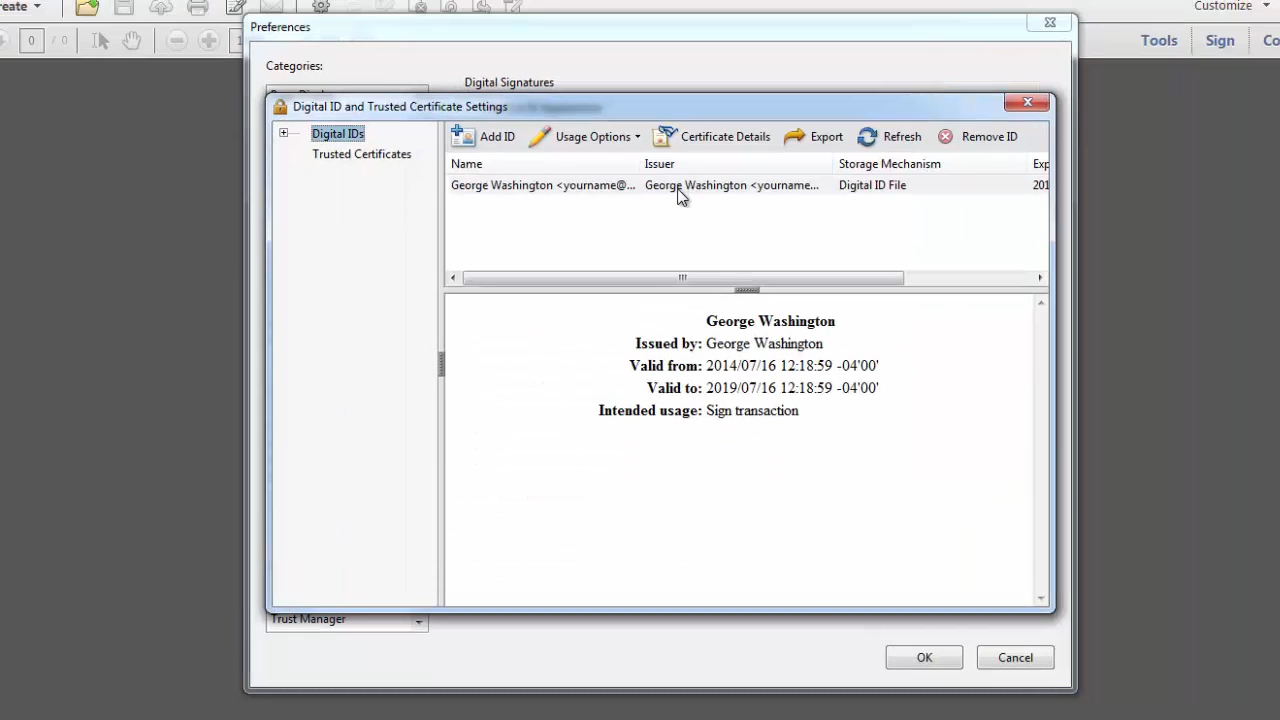 reate
Customize
Preferences
0 / 0
1
Tools
Sign
Co
Categories:
Digital Signatures
Digital ID and Trusted Certificate Settings
Digital IDs
Trusted Certificates
Add ID
Usage Options
Certificate Details
Export
Refresh
Remove ID
Name
Issuer
Storage Mechanism
Exp
George Washington <yourname@...
George Washington <yourname...
Digital ID File
201
George Washington
Issued by: George Washington
Valid from: 2014/07/16 12:18:59 -04'00'
Valid to: 2019/07/16 12:18:59 -04'00'
Intended usage: Sign transaction
Trust Manager
OK
Cancel